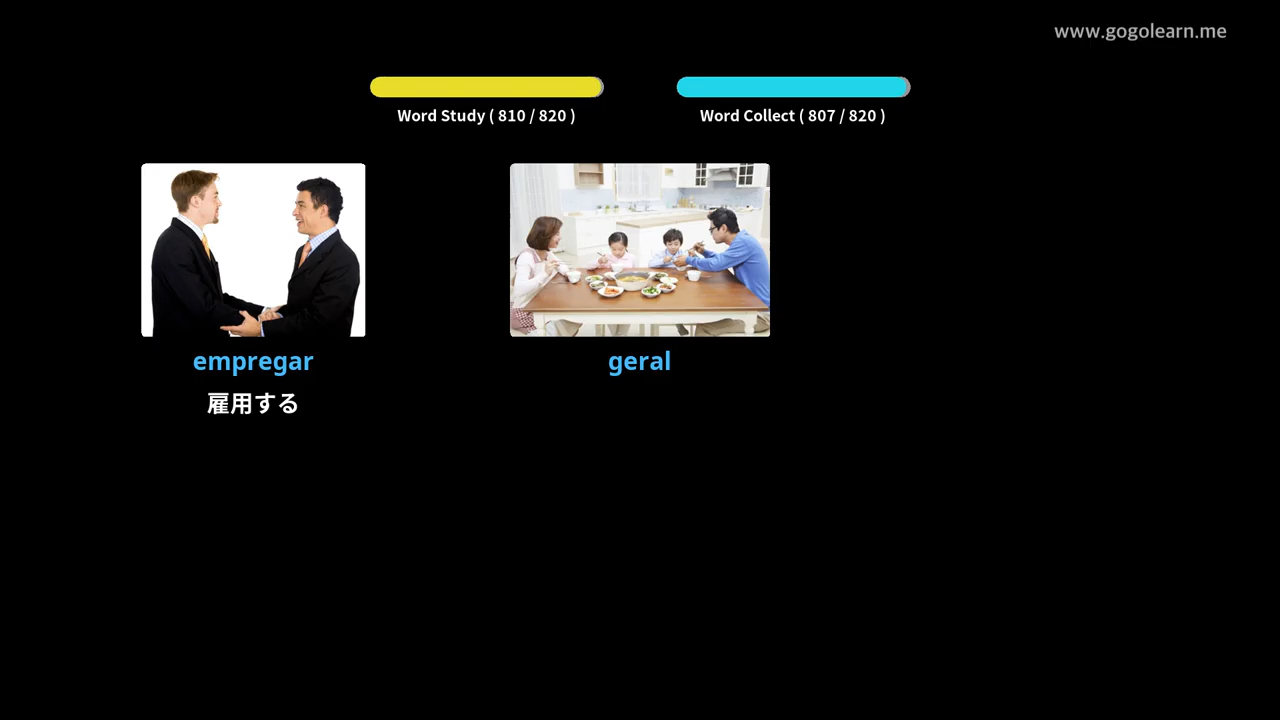 www.gogolearn.me
Word Study ( 810 / 820 )
Word Collect ( 807 / 820 )
empregar
雇用する
geral